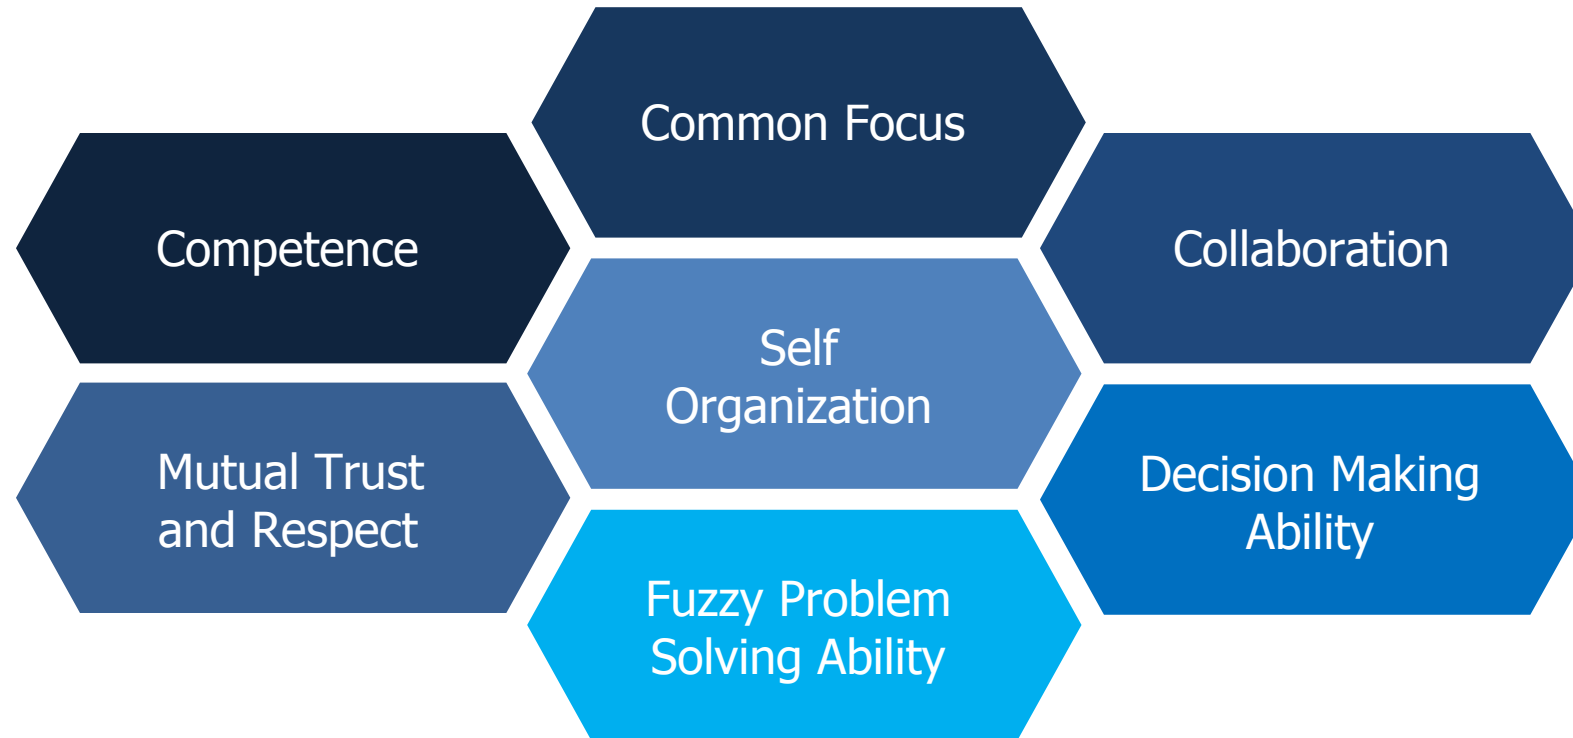 Common Focus
Competence
Collaboration
Self
Organization
Mutual Trust
and Respect
Decision Making
Ability
Fuzzy Problem
Solving Ability